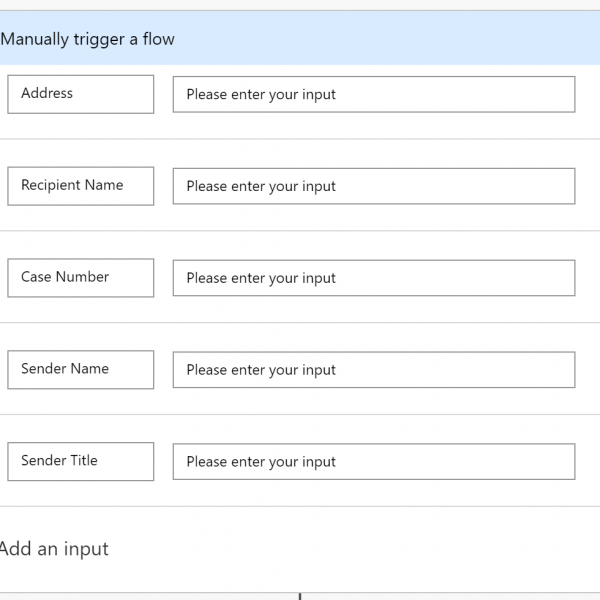 Manually trigger a flow
Address Please enter your input
Recipient Name Please enter your input
Case Number Please enter your input
Sender Name Please enter your input
Sender Title Please enter your input
Add an input